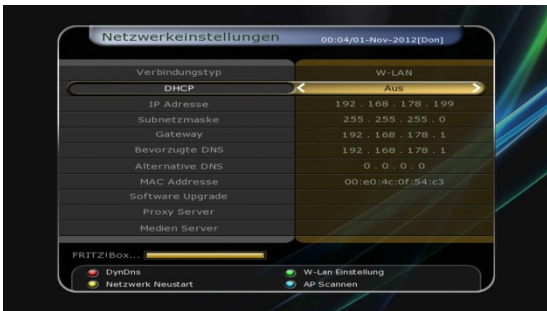 Netzwerkeinstellungen 00:04/01-Nov-2012[Don]
Verbindungstyp W-LAN
DHCP Aus
IP Adresse 192 . 168 . 178 . 199
Subnetzmaske 255 . 255 . 255 . 0
Gateway 192 . 168 . 178 . 1
Bevorzugte DNS 192 . 168 . 178 . 1
Alternative DNS 0 . 0 . 0 . 0
MAC Addresse 00:e0:4c:0f:54:c3
Software Upgrade
Proxy Server
Medien Server
FRITZ!Box...
DynDns W-Lan Einstellung
Netzwerk Neustart AP Scannen